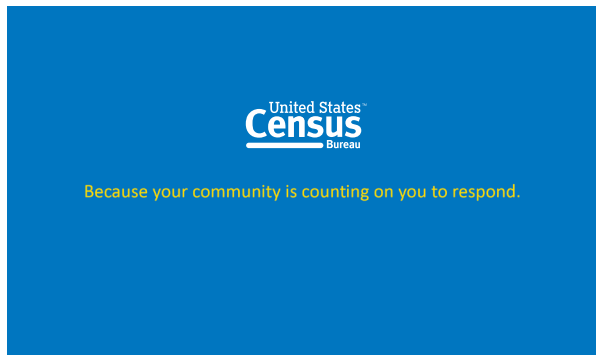 United States™
Census
Bureau
Because your community is counting on you to respond.